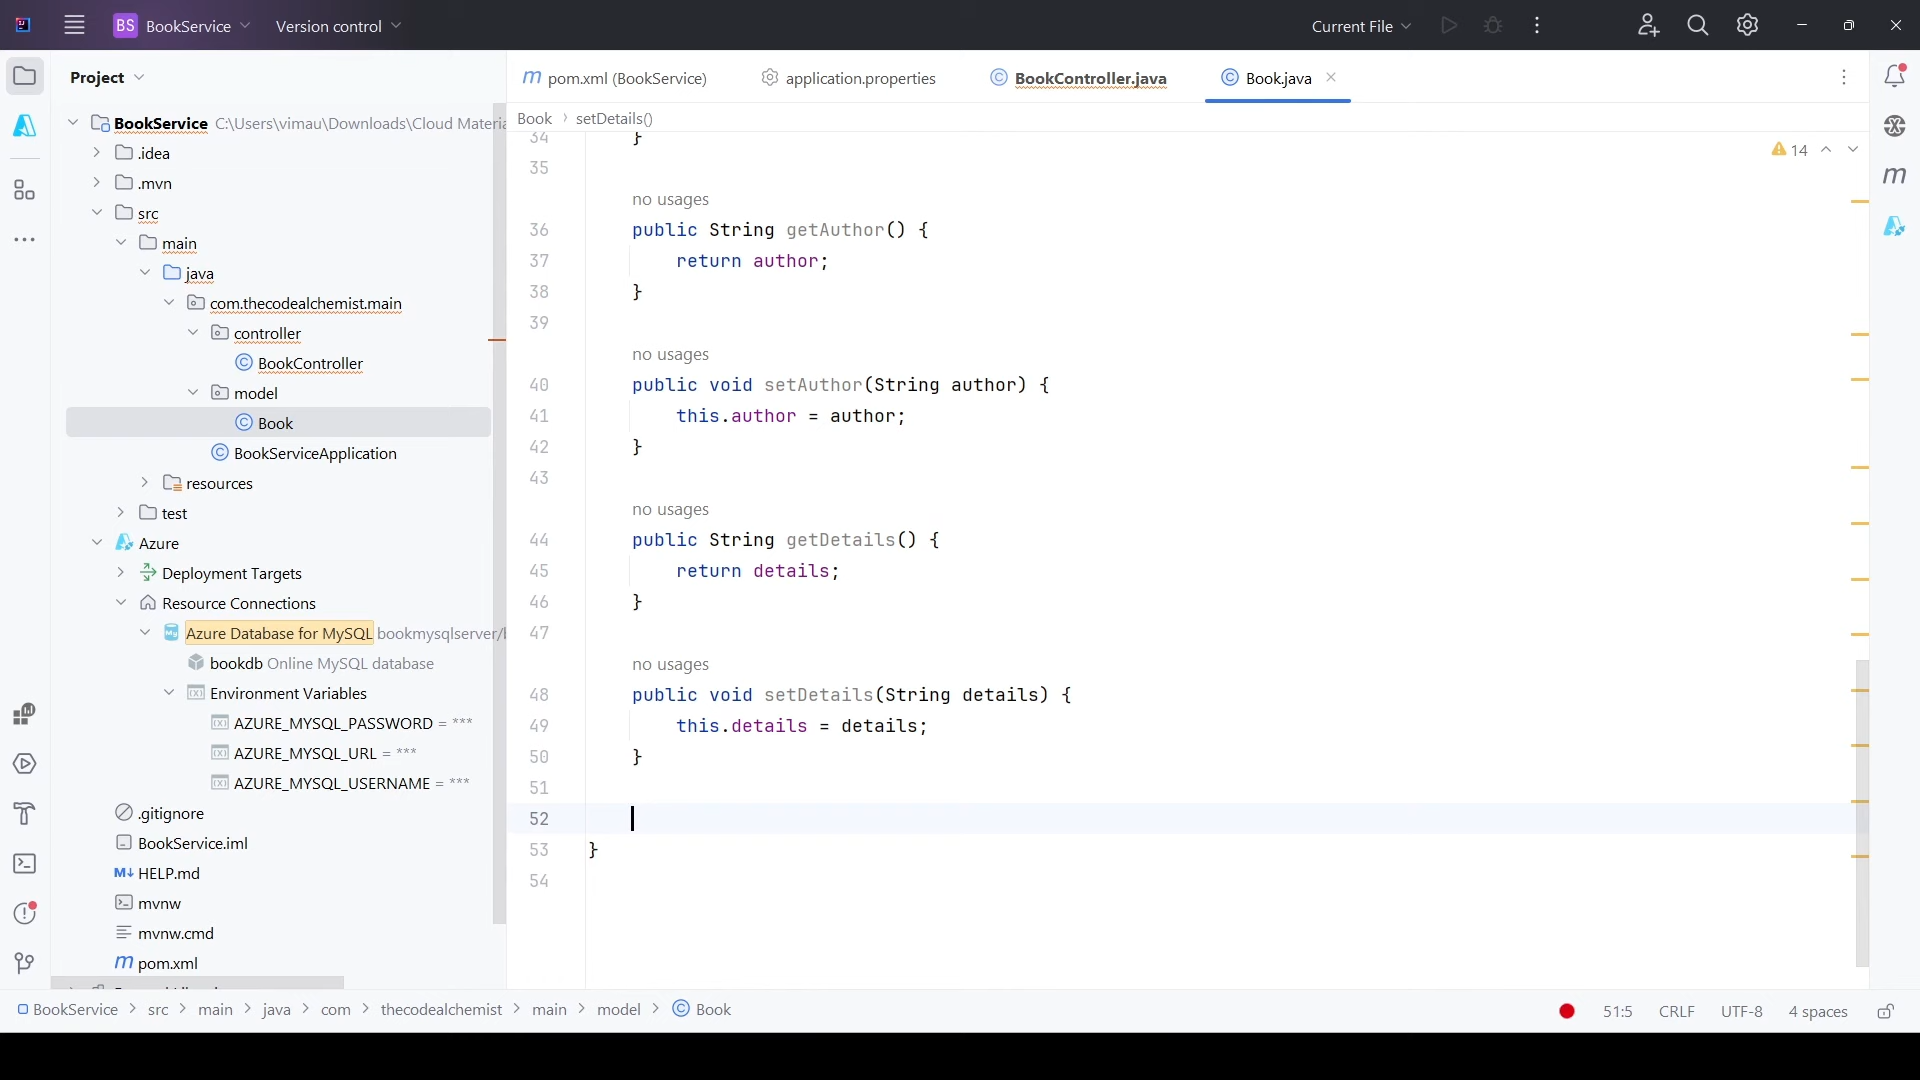 BS BookService Version control Current File
Project
pom.xml (BookService) application.properties BookController.java Book.java
Book setDetails()
BookService C:\Users\vimau\Downloads\Cloud Materia
.idea
.mvn
src
main
java
com.thecodealchemist.main
controller
BookController
model
Book
BookServiceApplication
resources
test
Azure
Deployment Targets
Resource Connections
Azure Database for MySQL bookmysqlserver/
bookdb Online MySQL database
Environment Variables
AZURE_MYSQL_PASSWORD = ***
AZURE_MYSQL_URL = ***
AZURE_MYSQL_USERNAME = ***
.gitignore
BookService.iml
M↓ HELP.md
mvnw
mvnw.cmd
pom.xml
14
34 }
35
no usages
36 public String getAuthor() {
37 return author;
38 }
39
no usages
40 public void setAuthor(String author) {
41 this.author = author;
42 }
43
no usages
44 public String getDetails() {
45 return details;
46 }
47
no usages
48 public void setDetails(String details) {
49 this.details = details;
50 }
51
52
53 }
54
BookService src main java com thecodealchemist main model Book
51:5 CRLF UTF-8 4 spaces